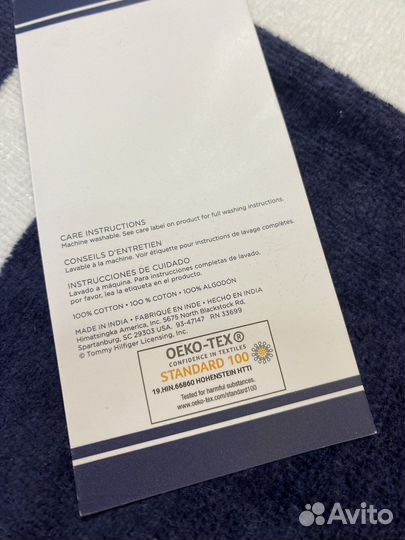 CARE INSTRUCTIONS
Machine washable. See care label on product for full washing instructions.
CONSEILS D'ENTRETIEN
Lavable à la machine. Voir étiquette pour instructions de lavage complètes.
INSTRUCCIONES DE CUIDADO
Lavado a máquina. Para instrucciones completas de lavado,
por favor, lea la etiqueta en el producto.
100% COTTON • 100 % COTON • 100% ALGODÓN
MADE IN INDIA • FABRIQUÉ EN INDE • HECHO EN INDIA
Himatsingka America, Inc. 5675 North Blackstock Rd.
Spartanburg, SC 29303 USA. 93-47147 RN 33699
© Tommy Hilfiger Licensing, Inc.
OEKO-TEX®
CONFIDENCE IN TEXTILES
STANDARD 100
19.HIN.66860 HOHENSTEIN HTTI
Tested for harmful substances.
www.oeko-tex.com/standard100
Avito